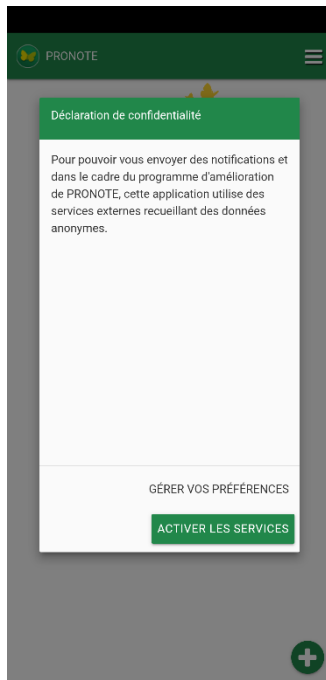 PRONOTE
Déclaration de confidentialité
Pour pouvoir vous envoyer des notifications et
dans le cadre du programme d'amélioration
de PRONOTE, cette application utilise des
services externes recueillant des données
anonymes.
GÉRER VOS PRÉFÉRENCES
ACTIVER LES SERVICES